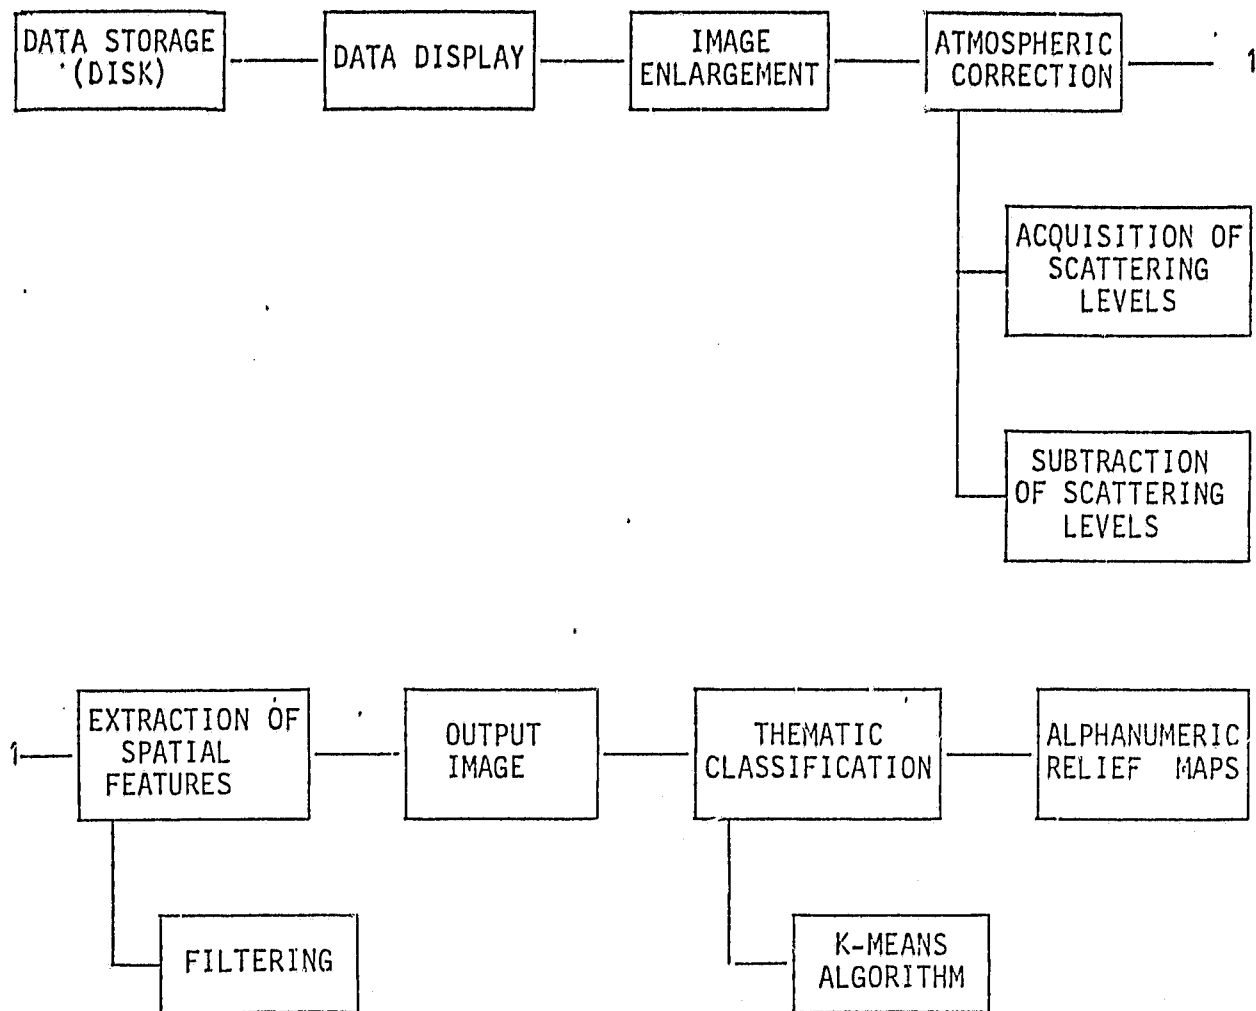 DATA STORAGE
(DISK)
DATA DISPLAY
IMAGE
ENLARGEMENT
ATMOSPHERIC
CORRECTION
1
ACQUISITION OF
SCATTERING
LEVELS
SUBTRACTION
OF SCATTERING
LEVELS
1
EXTRACTION OF
SPATIAL
FEATURES
OUTPUT
IMAGE
THEMATIC
CLASSIFICATION
ALPHANUMERIC
RELIEF MAPS
FILTERING
K-MEANS
ALGORITHM